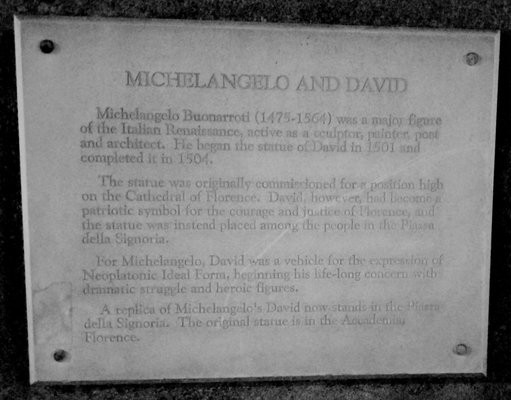 MICHELANGELO AND DAVID
Michelangelo Buonarroti (1475-1564) was a major figure
of the Italian Renaissance, active as a sculptor, painter, poet
and architect. He began the statue of David in 1501 and
completed it in 1504.
The statue was originally commissioned for a position high
on the Cathedral of Florence. David, however, had become a
patriotic symbol for the courage and justice of Florence, and
the statue was instead placed among the people in the Piazza
della Signoria.
For Michelangelo, David was a vehicle for the expression of
Neoplatonic Ideal Form, beginning his life-long concern with
dramatic struggle and heroic figures.
A replica of Michelangelo's David now stands in the Piazza
della Signoria. The original statue is in the Accademia,
Florence.